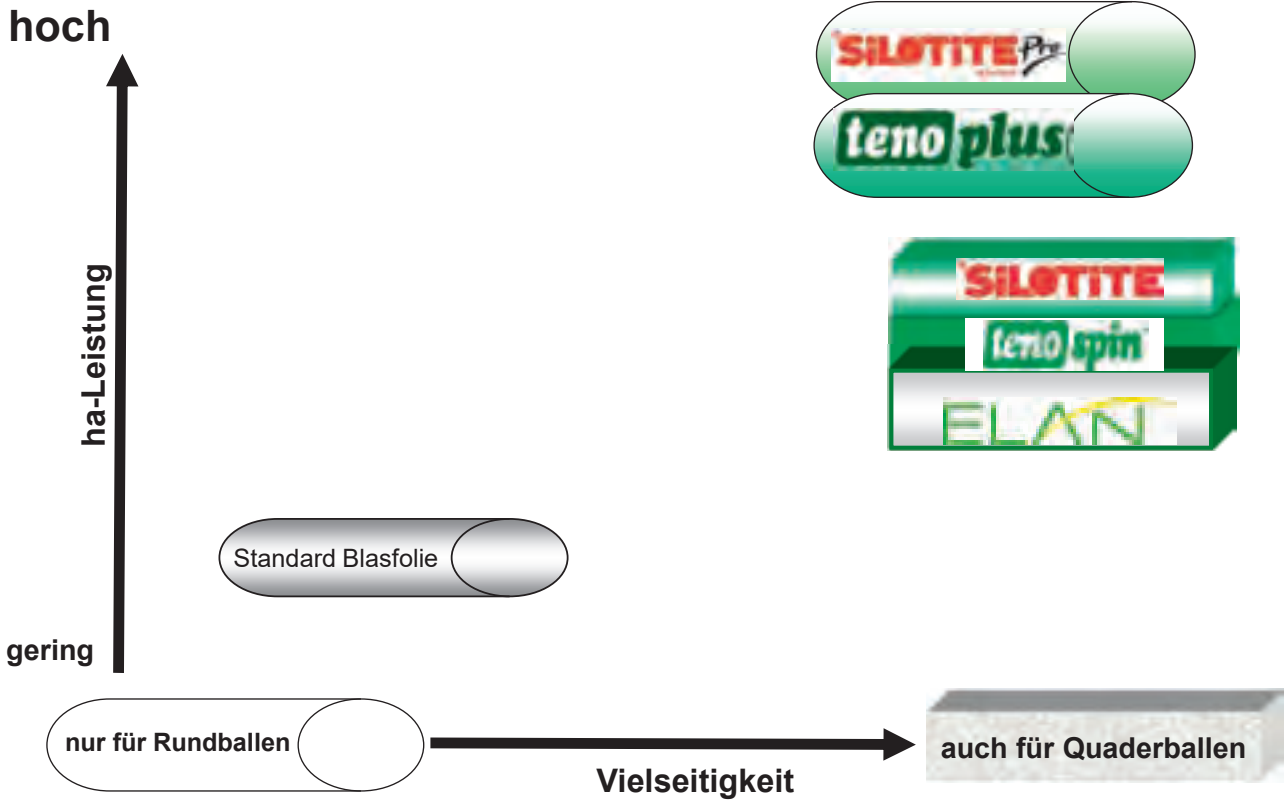 hoch
SiLOTiTE Pro
teno plus
ha-Leistung
SiLOTiTE
teno spin
ELAN
Standard Blasfolie
gering
nur für Rundballen
auch für Quaderballen
Vielseitigkeit